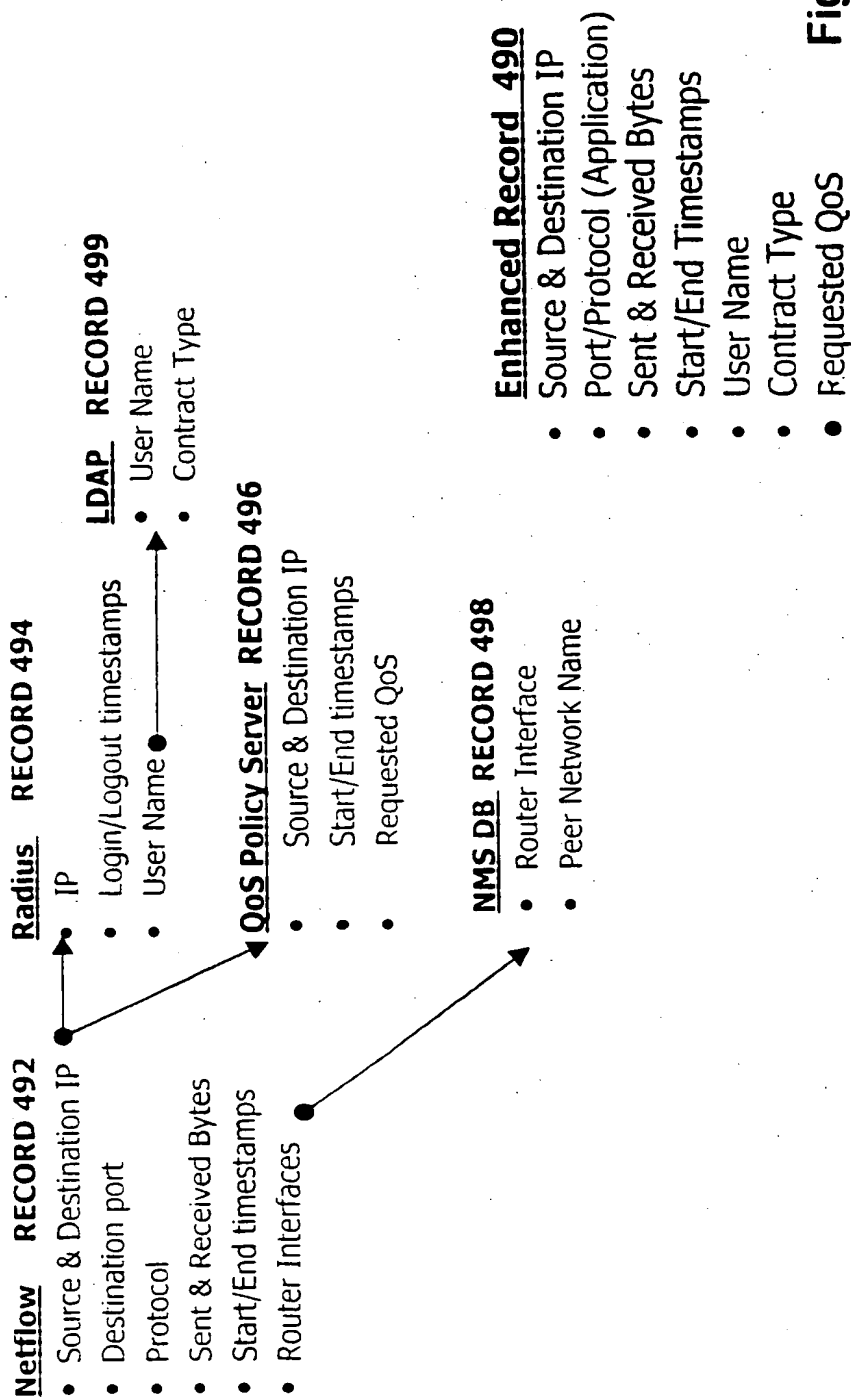 Netflow RECORD 492
• Source & Destination IP
• Destination port
• Protocol
• Sent & Received Bytes
• Start/End timestamps
• Router Interfaces
Radius RECORD 494
• IP
• Login/Logout timestamps
• User Name
LDAP RECORD 499
• User Name
• Contract Type
QoS Policy Server RECORD 496
• Source & Destination IP
• Start/End timestamps
• Requested QoS
NMS DB RECORD 498
• Router Interface
• Peer Network Name
Enhanced Record 490
• Source & Destination IP
• Port/Protocol (Application)
• Sent & Received Bytes
• Start/End Timestamps
• User Name
• Contract Type
• Requested QoS